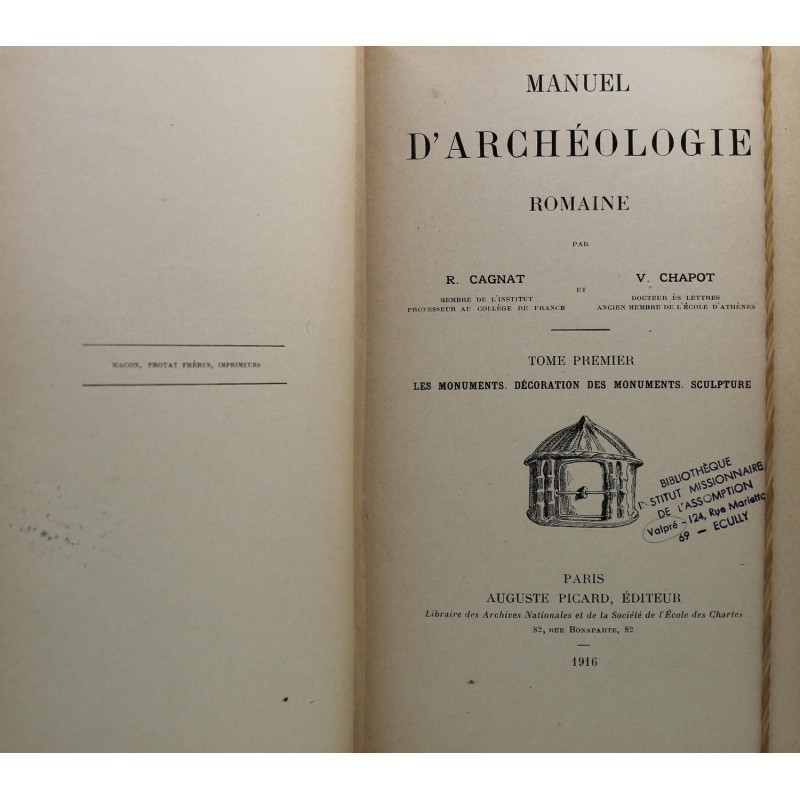 MACON, PROTAT FRÈRES, IMPRIMEURS
MANUEL
D'ARCHÉOLOGIE
ROMAINE
PAR
R. CAGNAT
MEMBRE DE L'INSTITUT
PROFESSEUR AU COLLÈGE DE FRANCE
ET
V. CHAPOT
DOCTEUR ÈS LETTRES
ANCIEN MEMBRE DE L'ÉCOLE D'ATHÈNES
TOME PREMIER
LES MONUMENTS. DÉCORATION DES MONUMENTS. SCULPTURE
BIBLIOTHÈQUE
INSTITUT MISSIONNAIRE
DE L'ASSOMPTION
Valpré - 124, Rue Marietto
69 — ECULLY
PARIS
AUGUSTE PICARD, ÉDITEUR
Libraire des Archives Nationales et de la Société de l'École des Chartes
82, RUE BONAPARTE, 82
1916